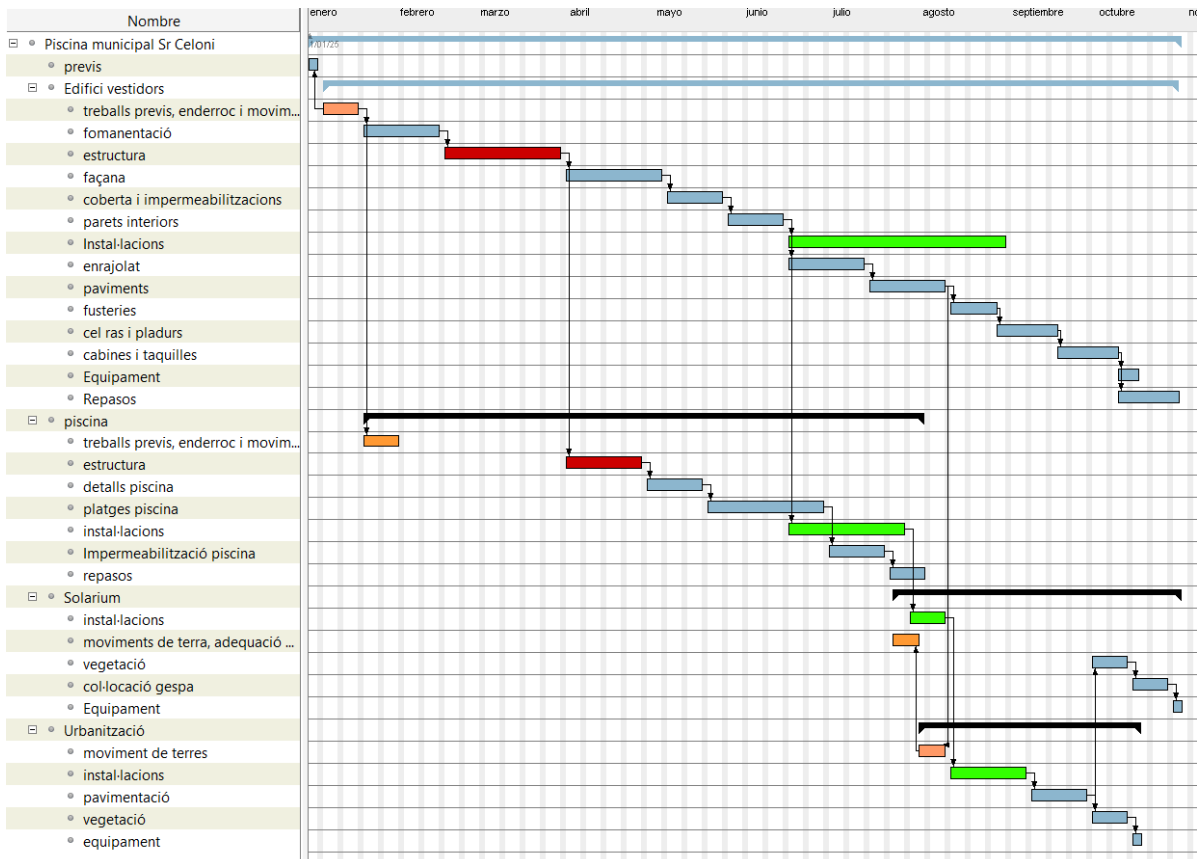 Nombre
enero febrero marzo abril mayo junio julio agosto septiembre octubre
Piscina municipal Sr Celoni
/01/25
previs
Edifici vestidors
treballs previs, enderroc i movim...
fomanentació
estructura
façana
coberta i impermeabilitzacions
parets interiors
Instal·lacions
enrajolat
paviments
fusteries
cel ras i pladurs
cabines i taquilles
Equipament
Repasos
piscina
treballs previs, enderroc i movim...
estructura
detalls piscina
platges piscina
instal·lacions
Impermeabilització piscina
repasos
Solarium
instal·lacions
moviments de terra, adequació ...
vegetació
col·locació gespa
Equipament
Urbanització
moviment de terres
instal·lacions
pavimentació
vegetació
equipament